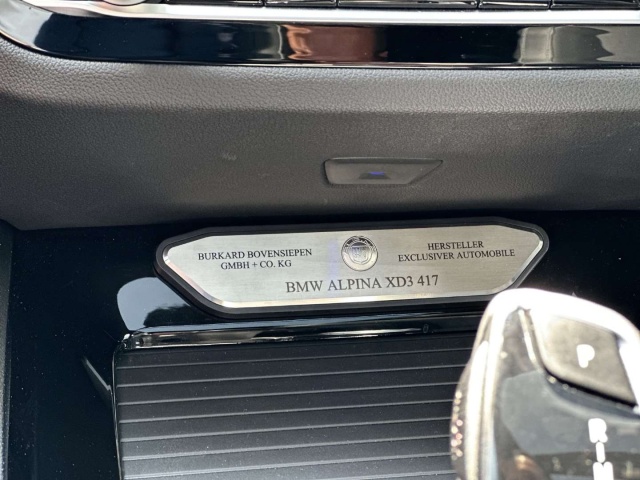 BURKARD BOVENSIEPEN
GMBH + CO. KG
HERSTELLER
EXCLUSIVER AUTOMOBILE
BMW ALPINA XD3 417
P
R
N